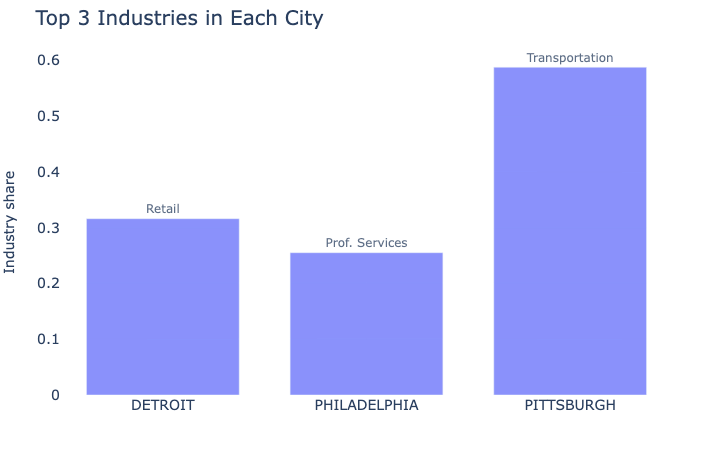 Top 3 Industries in Each City
Industry share
0.6
0.5
0.4
0.3
0.2
0.1
0
Retail
Prof. Services
Transportation
DETROIT
PHILADELPHIA
PITTSBURGH